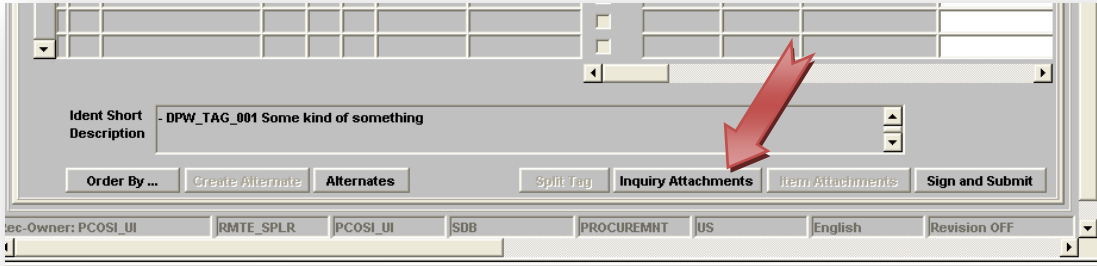 Ident Short
Description
- DPW_TAG_001 Some kind of something
Order By ... Create Alternate Alternates Split Tag Inquiry Attachments Item Attachments Sign and Submit
ec-Owner: PCOSI_UI RMTE_SPLR PCOSI_UI SDB PROCUREMNT US English Revision OFF